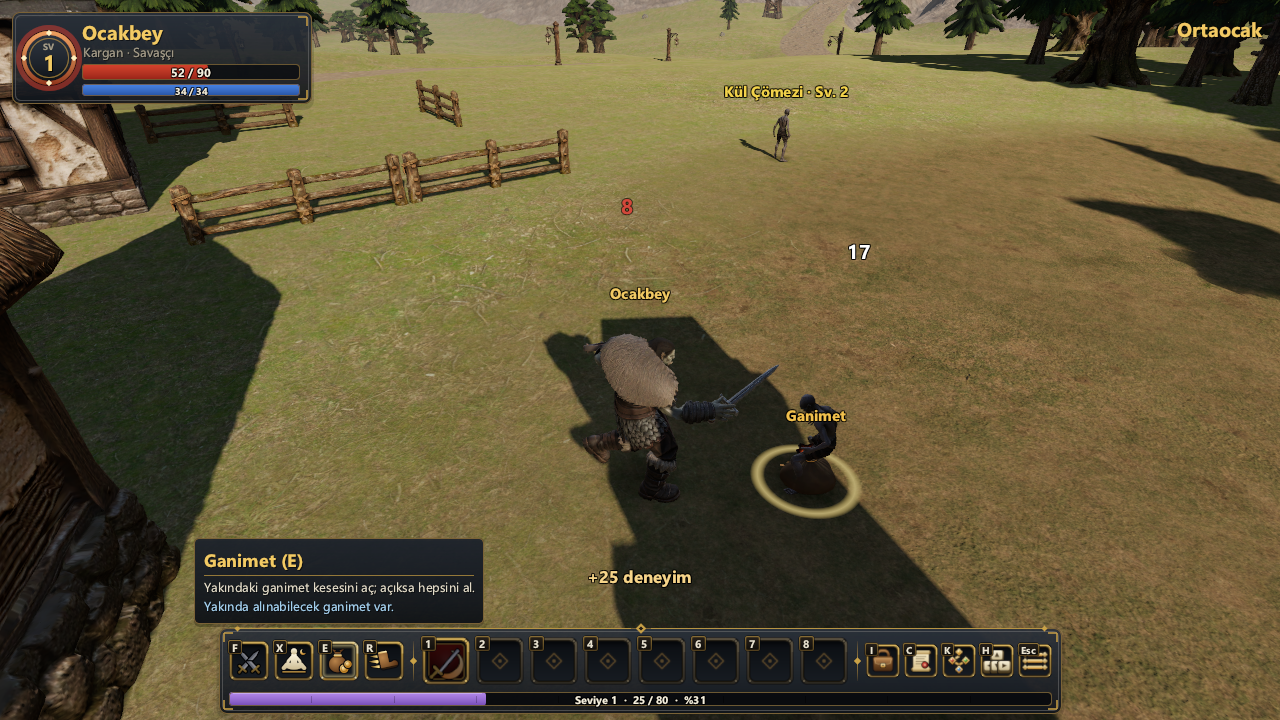 Ocakbey
SV
1
Kargan · Savaşçı
52 / 90
34 / 34
Ortaocak
Kül Çömezi · Sv. 2
8
17
Ocakbey
Ganimet
Ganimet (E)
Yakındaki ganimet kesesini aç; açıksa hepsini al.
Yakında alınabilecek ganimet var.
+25 deneyim
F X E R 1 2 3 4 5 6 7 8 I C K H Esc
Seviye 1 · 25 / 80 · %31